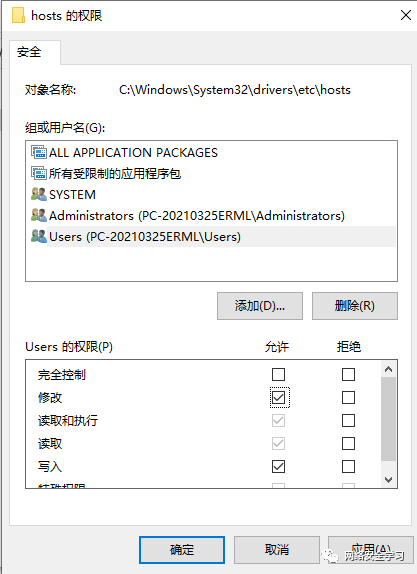 hosts 的权限
安全
对象名称: C:\Windows\System32\drivers\etc\hosts
组或用户名(G):
ALL APPLICATION PACKAGES
所有受限制的应用程序包
SYSTEM
Administrators (PC-20210325ERML\Administrators)
Users (PC-20210325ERML\Users)
添加(D)... 删除(R)
Users 的权限(P) 允许 拒绝
完全控制
修改
读取和执行
读取
写入
特殊权限
确定 取消 应用(A)
网络安全学习